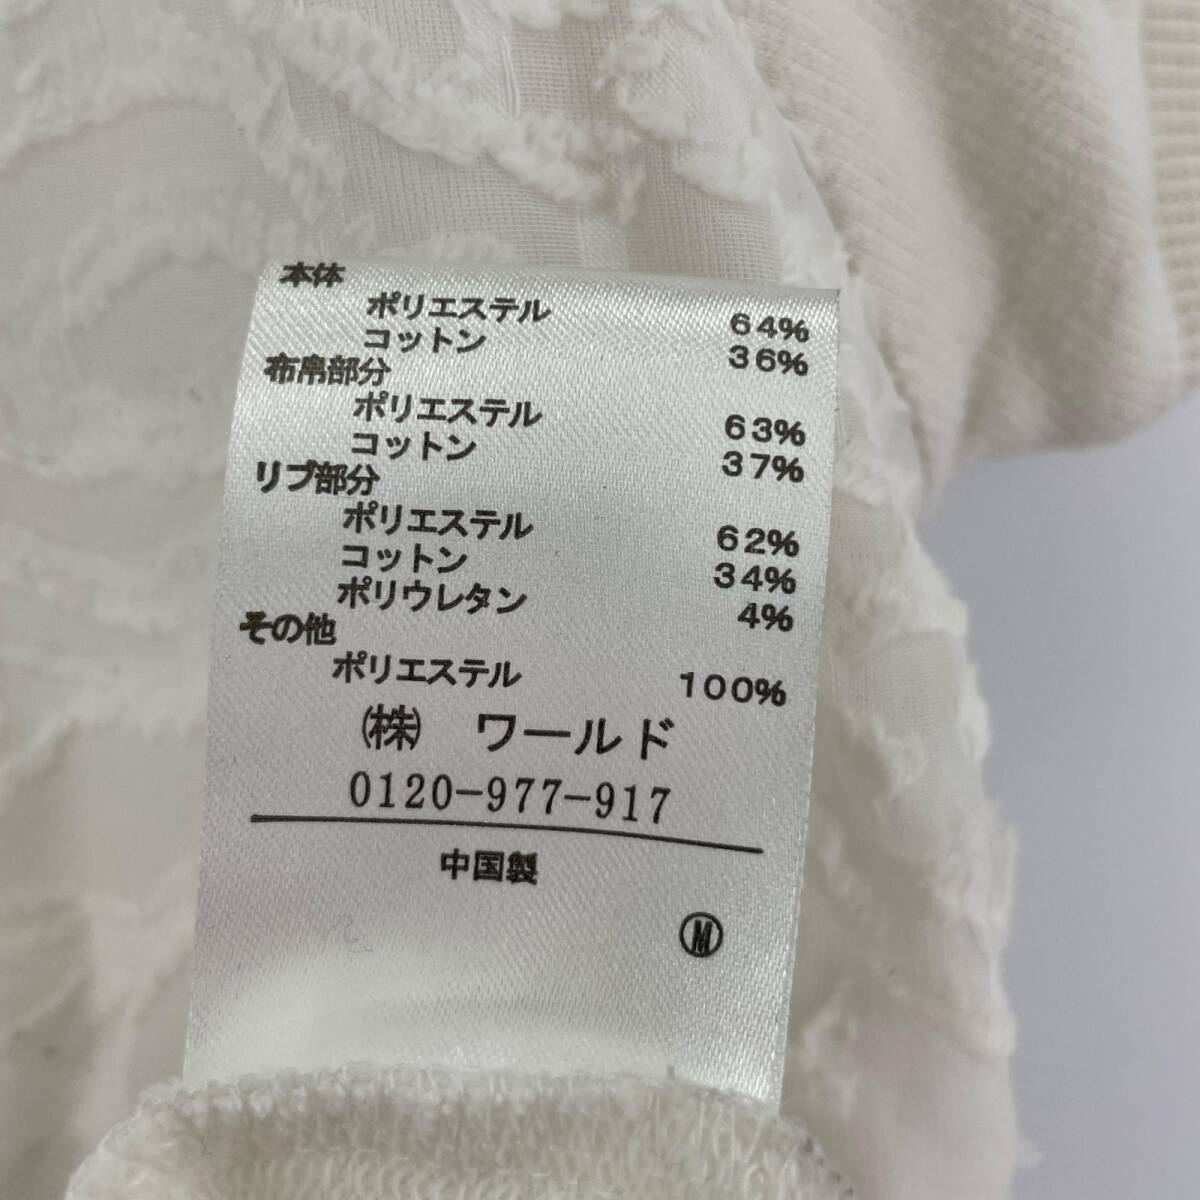 本体
ポリエステル 64%
コットン 36%
布帛部分
ポリエステル 63%
コットン 37%
リブ部分
ポリエステル 62%
コットン 34%
ポリウレタン 4%
その他
ポリエステル 100%
㈱ ワールド
0120-977-917
中国製
Ⓜ